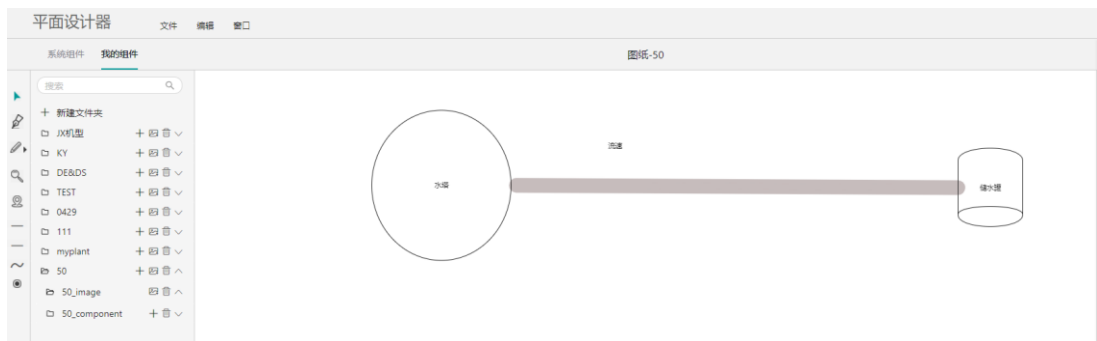 平面设计器 文件 编辑 窗口
系统组件 我的组件 图纸-50
搜索
新建文件夹
JX机型
KY
DE&DS
TEST
0429
111
myplant
50
50_image
50_component
流速
水塔
储水罐